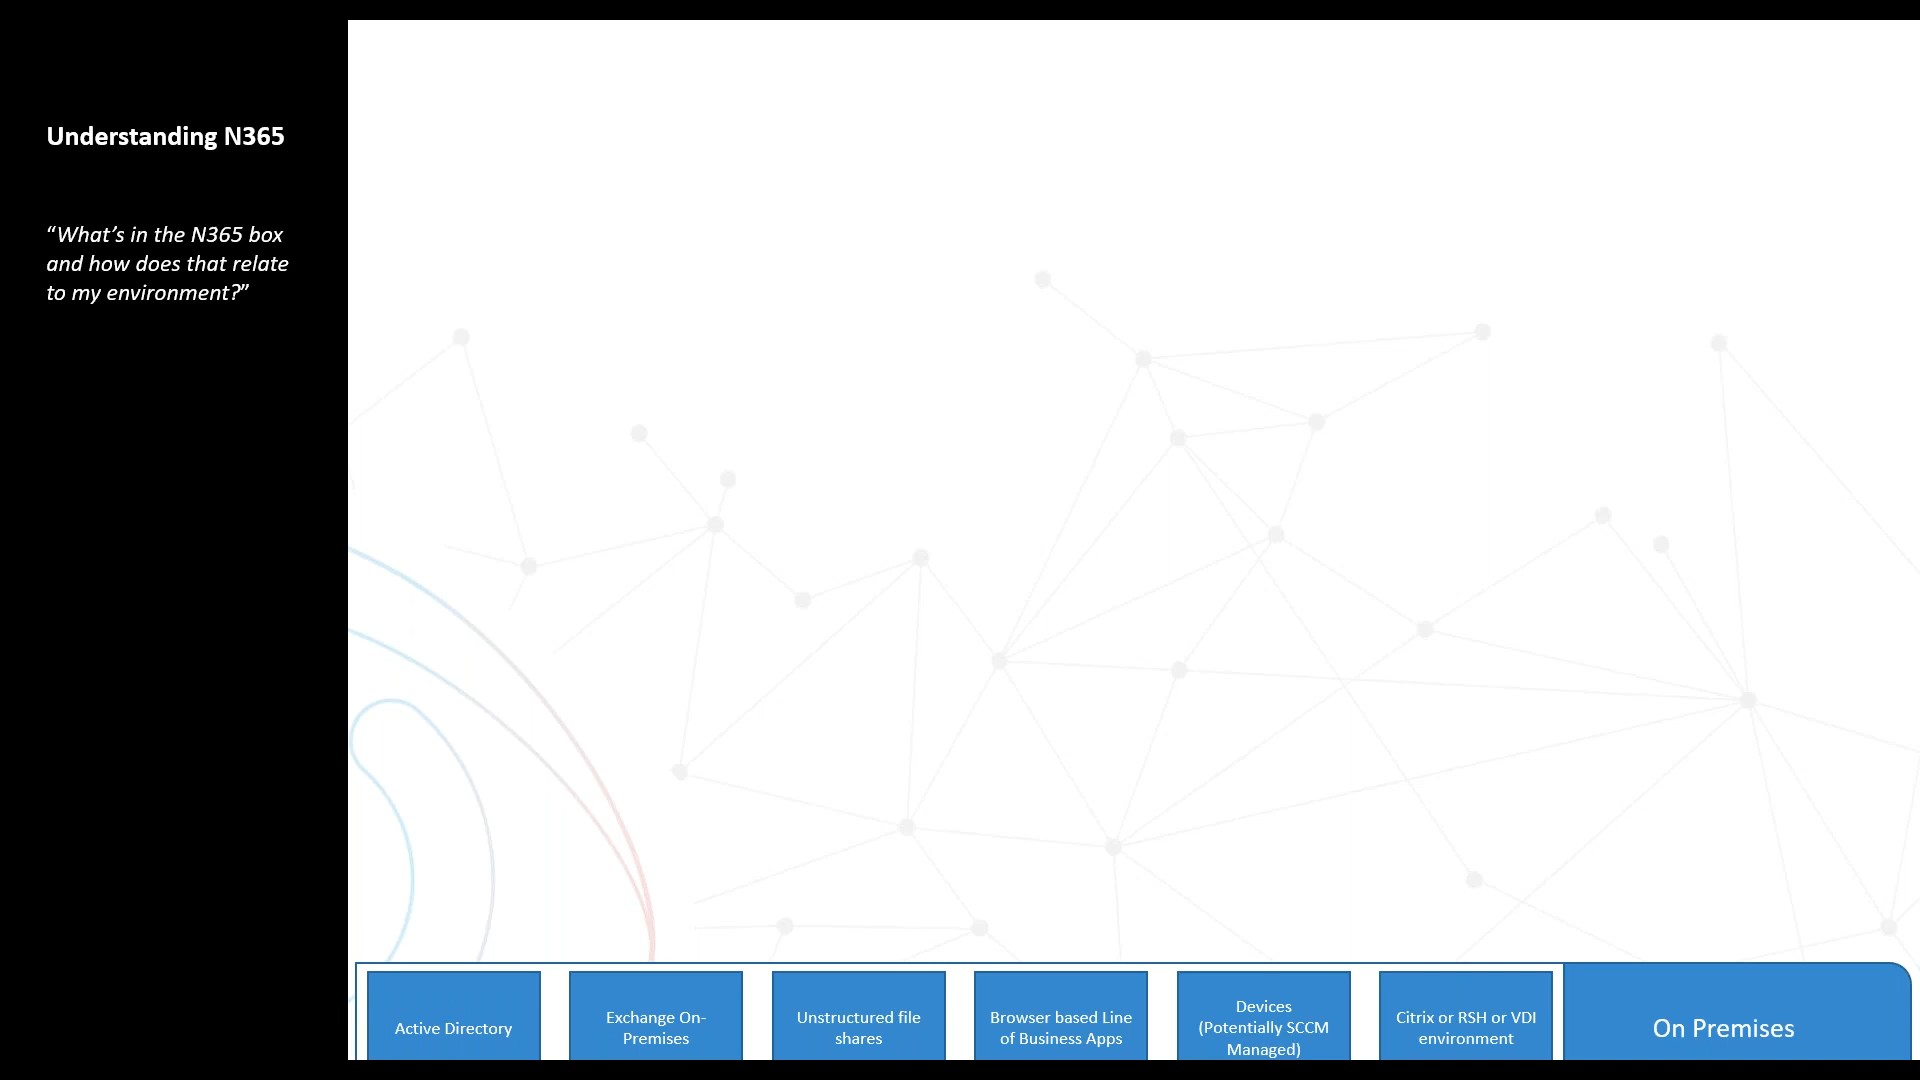 Understanding N365
“What’s in the N365 box
and how does that relate
to my environment?”
Active Directory
Exchange On-
Premises
Unstructured file
shares
Browser based Line
of Business Apps
Devices
(Potentially SCCM
Managed)
Citrix or RSH or VDI
environment
On Premises